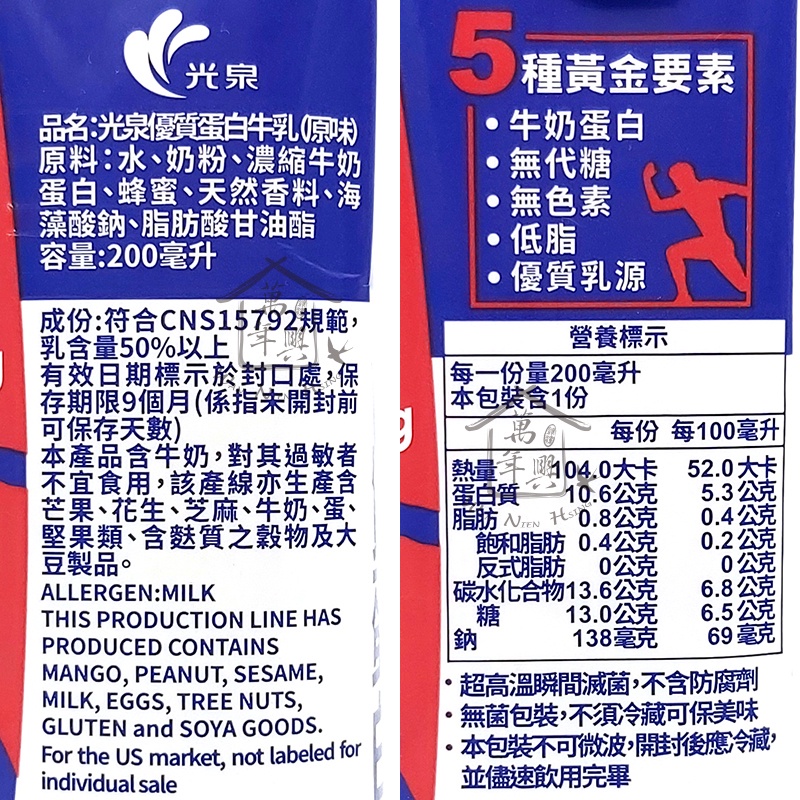 光泉
品名:光泉優質蛋白牛乳(原味)
原料:水、奶粉、濃縮牛奶
蛋白、蜂蜜、天然香料、海
藻酸鈉、脂肪酸甘油酯
容量:200毫升
成份:符合CNS15792規範,
乳含量50%以上
有效日期標示於封口處,保
存期限9個月(係指未開封前
可保存天數)
本產品含牛奶,對其過敏者
不宜食用,該產線亦生產含
芒果、花生、芝麻、牛奶、蛋、
堅果類、含麩質之穀物及大
豆製品。
ALLERGEN:MILK
THIS PRODUCTION LINE HAS
PRODUCED CONTAINS
MANGO, PEANUT, SESAME,
MILK, EGGS, TREE NUTS,
GLUTEN and SOYA GOODS.
For the US market, not labeled for
individual sale
5種黃金要素
•牛奶蛋白
•無代糖
•無色素
•低脂
•優質乳源
營養標示
每一份量200毫升
本包裝含1份
每份 每100毫升
熱量 104.0大卡 52.0大卡
蛋白質 10.6公克 5.3公克
脂肪 0.8公克 0.4公克
飽和脂肪 0.4公克 0.2公克
反式脂肪 0公克 0公克
碳水化合物13.6公克 6.8公克
糖 13.0公克 6.5公克
鈉 138毫克 69毫克
•超高溫瞬間滅菌,不含防腐劑
•無菌包裝,不須冷藏可保美味
•本包裝不可微波,開封後應冷藏,
並儘速飲用完畢
萬年興
NTEN HSING